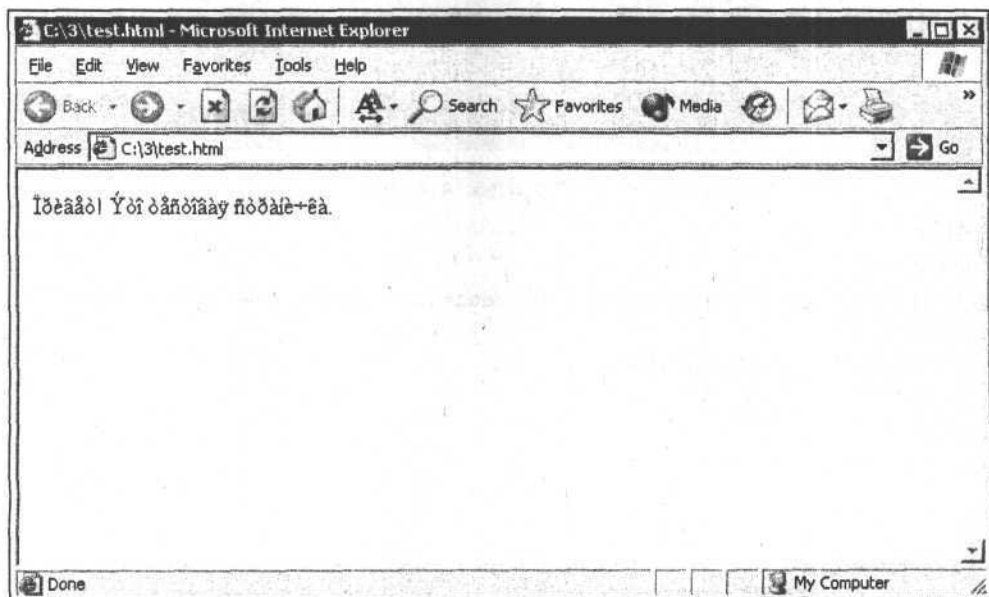 C:\3\test.html - Microsoft Internet Explorer
File Edit View Favorites Tools Help
Back Search Favorites Media
Address C:\3\test.html Go
Ïðèâåò! Ýòî òåñòîâàÿ ñòðàíè÷êà.
Done My Computer